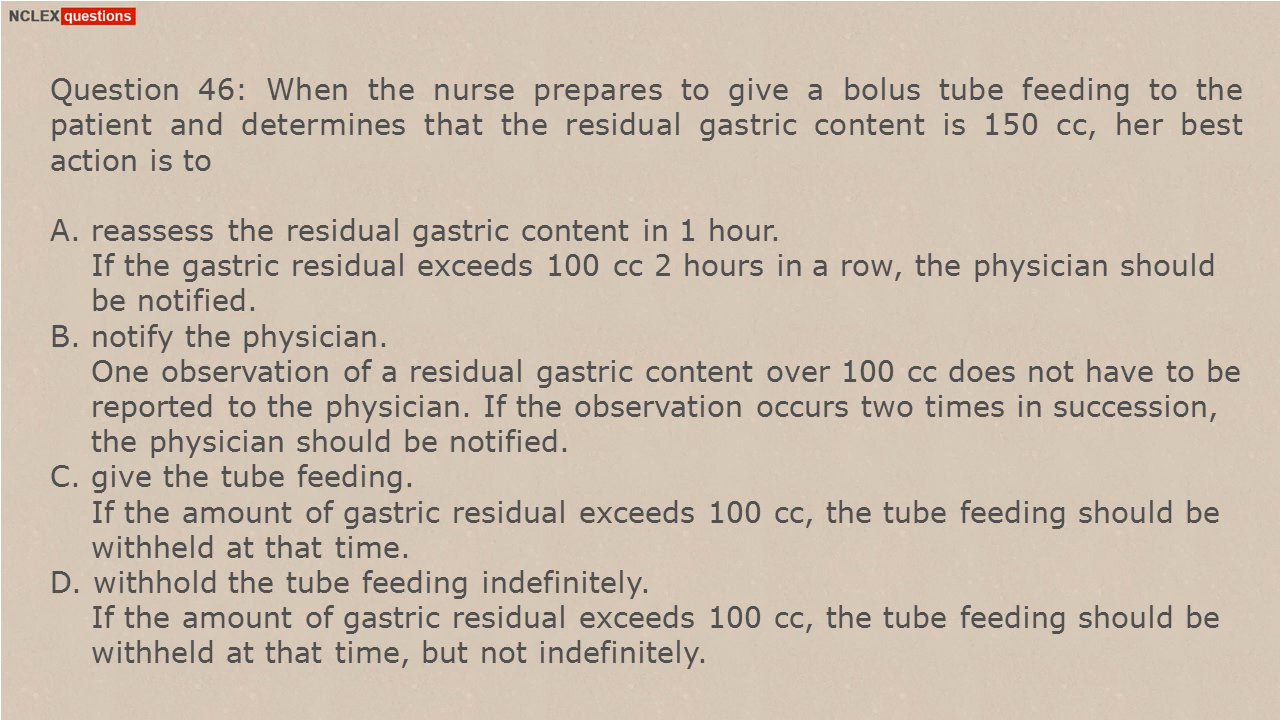 NCLEX questions
Question 46: When the nurse prepares to give a bolus tube feeding to the
patient and determines that the residual gastric content is 150 cc, her best
action is to
A. reassess the residual gastric content in 1 hour.
If the gastric residual exceeds 100 cc 2 hours in a row, the physician should
be notified.
B. notify the physician.
One observation of a residual gastric content over 100 cc does not have to be
reported to the physician. If the observation occurs two times in succession,
the physician should be notified.
C. give the tube feeding.
If the amount of gastric residual exceeds 100 cc, the tube feeding should be
withheld at that time.
D. withhold the tube feeding indefinitely.
If the amount of gastric residual exceeds 100 cc, the tube feeding should be
withheld at that time, but not indefinitely.